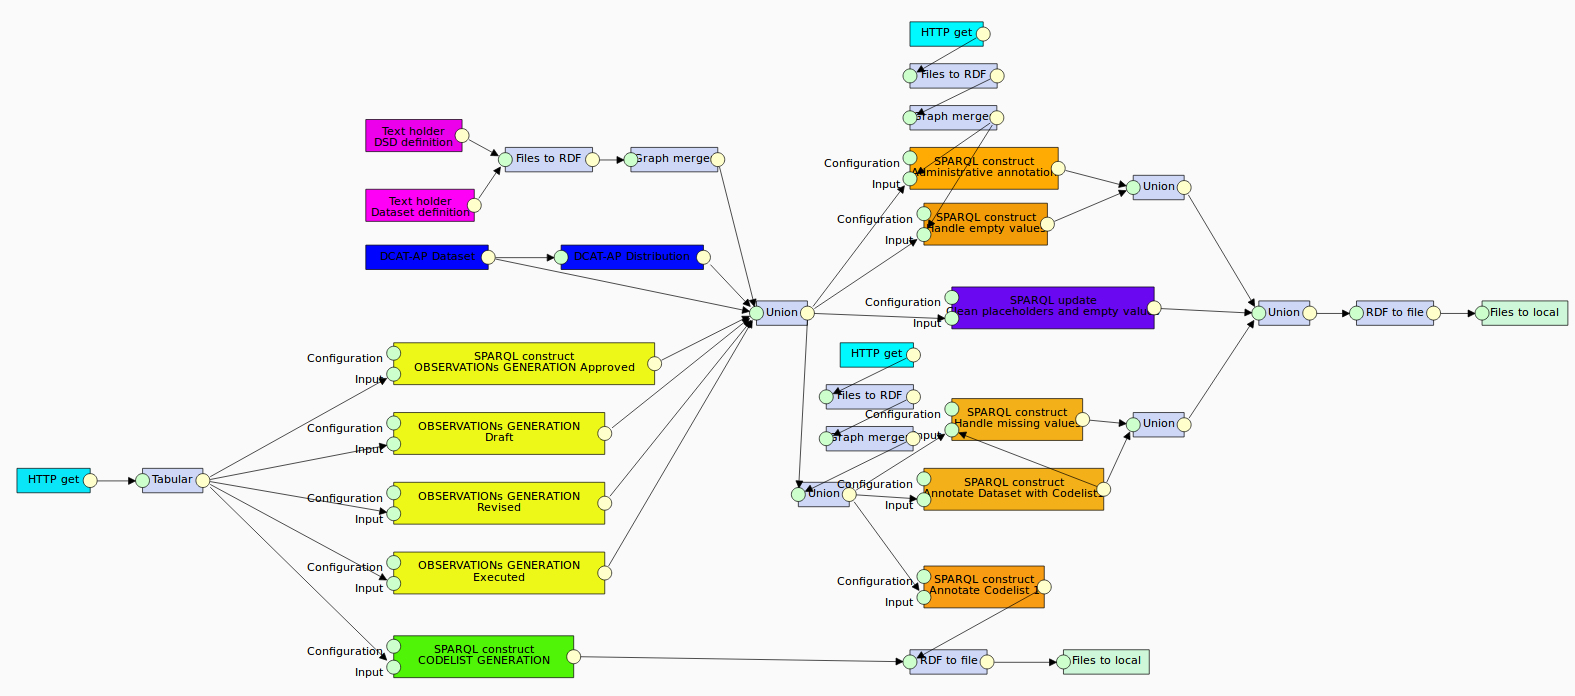 HTTP get
Files to RDF
Graph merge
Text holder
DSD definition
Files to RDF
Graph merge
Configuration
Input
SPARQL construct
Administrative annotation
Union
Text holder
Dataset definition
Configuration
Input
SPARQL construct
Handle empty values
DCAT-AP Dataset
DCAT-AP Distribution
Union
Configuration
Input
SPARQL update
Clean placeholders and empty values
Union
RDF to file
Files to local
Configuration
Input
SPARQL construct
OBSERVATIONs GENERATION Approved
HTTP get
Files to RDF
Graph merge
Configuration
Input
SPARQL construct
Handle missing values
Union
Configuration
Input
OBSERVATIONs GENERATION
Draft
HTTP get
Tabular
Configuration
Input
OBSERVATIONs GENERATION
Revised
Union
Configuration
Input
SPARQL construct
Annotate Dataset with Codelists
Configuration
Input
OBSERVATIONs GENERATION
Executed
Configuration
Input
SPARQL construct
Annotate Codelist 1
Configuration
Input
SPARQL construct
CODELIST GENERATION
RDF to file
Files to local